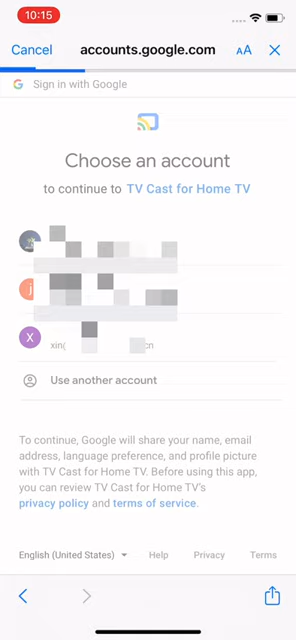 10:15
Cancel accounts.google.com AA
G Sign in with Google
Choose an account
to continue to TV Cast for Home TV
j
X xin
cn
Use another account
To continue, Google will share your name, email
address, language preference, and profile picture
with TV Cast for Home TV. Before using this app,
you can review TV Cast for Home TV's
privacy policy and terms of service.
English (United States) Help Privacy Terms